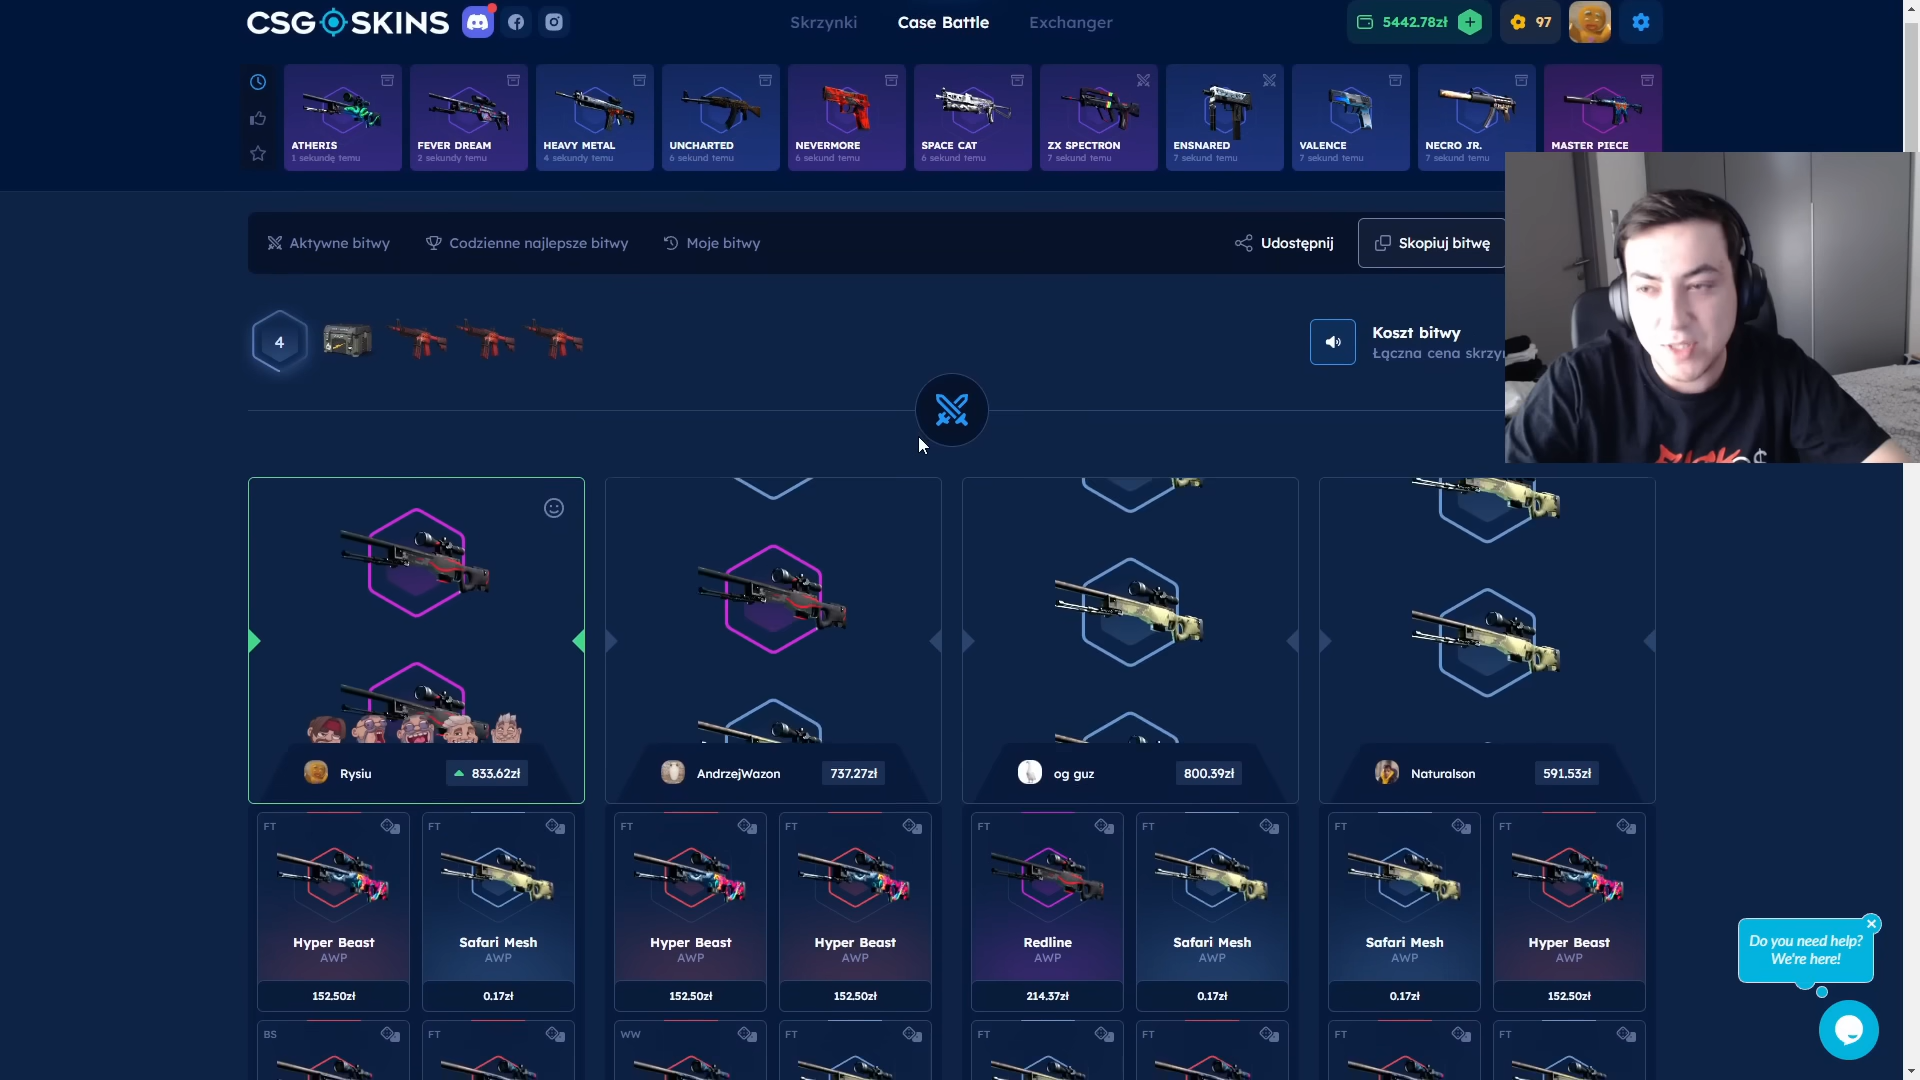 CSG SKINS
Skrzynki
Case Battle
Exchanger
5442.78zł
97
ATHERIS
1 sekundę temu
FEVER DREAM
2 sekundy temu
HEAVY METAL
4 sekundy temu
UNCHARTED
6 sekund temu
NEVERMORE
6 sekund temu
SPACE CAT
6 sekund temu
ZX SPECTRON
7 sekund temu
ENSNARED
7 sekund temu
VALENCE
7 sekund temu
NECRO JR.
7 sekund temu
MASTER PIECE
Aktywne bitwy
Codzienne najlepsze bitwy
Moje bitwy
Udostępnij
Skopiuj bitwę
4
Koszt bitwy
Łączna cena skrzyn
Rysiu
833.62zł
AndrzejWazon
737.27zł
og guz
800.39zł
Naturalson
591.53zł
FT
Hyper Beast
AWP
152.50zł
FT
Safari Mesh
AWP
0.17zł
FT
Hyper Beast
AWP
152.50zł
FT
Hyper Beast
AWP
152.50zł
FT
Redline
AWP
214.37zł
FT
Safari Mesh
AWP
0.17zł
FT
Safari Mesh
AWP
0.17zł
FT
Hyper Beast
AWP
152.50zł
BS
FT
WW
FT
FT
FT
FT
FT
Do you need help?
We're here!